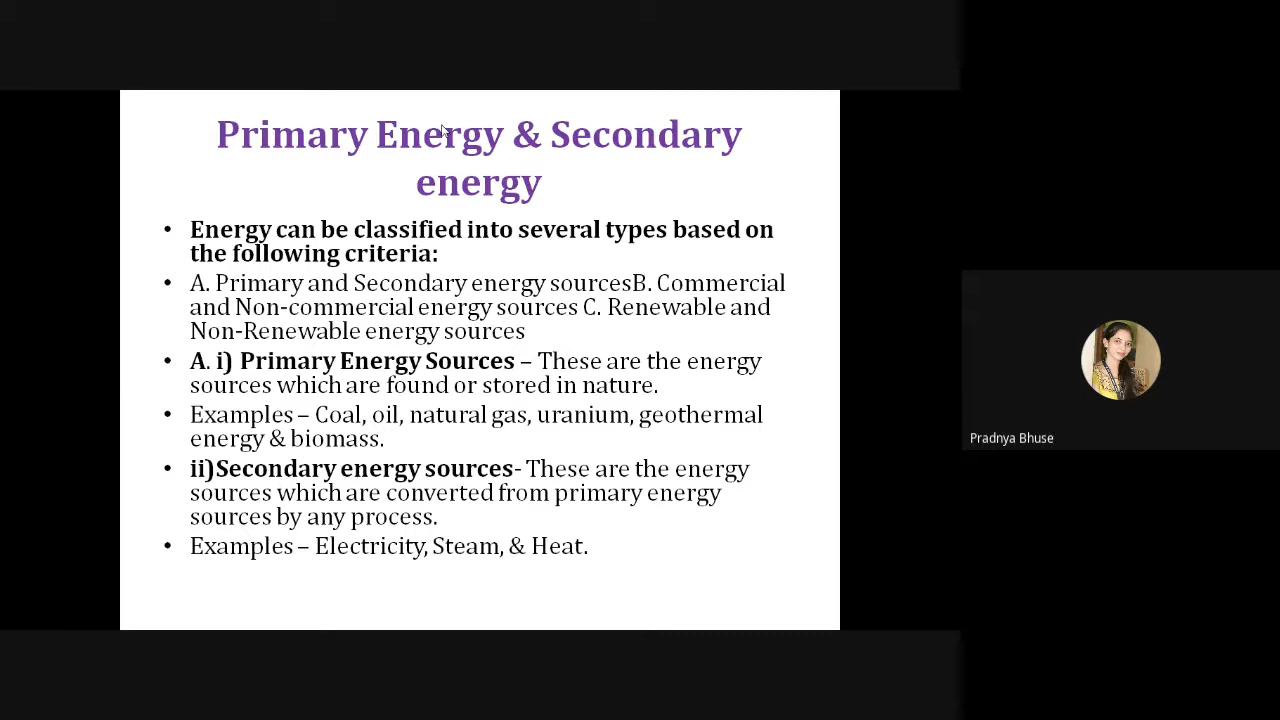 Primary Energy & Secondary
energy
• Energy can be classified into several types based on
the following criteria:
• A. Primary and Secondary energy sourcesB. Commercial
and Non-commercial energy sources C. Renewable and
Non-Renewable energy sources
• A. i) Primary Energy Sources – These are the energy
sources which are found or stored in nature.
• Examples – Coal, oil, natural gas, uranium, geothermal
energy & biomass.
• ii)Secondary energy sources- These are the energy
sources which are converted from primary energy
sources by any process.
• Examples – Electricity, Steam, & Heat.
Pradnya Bhuse